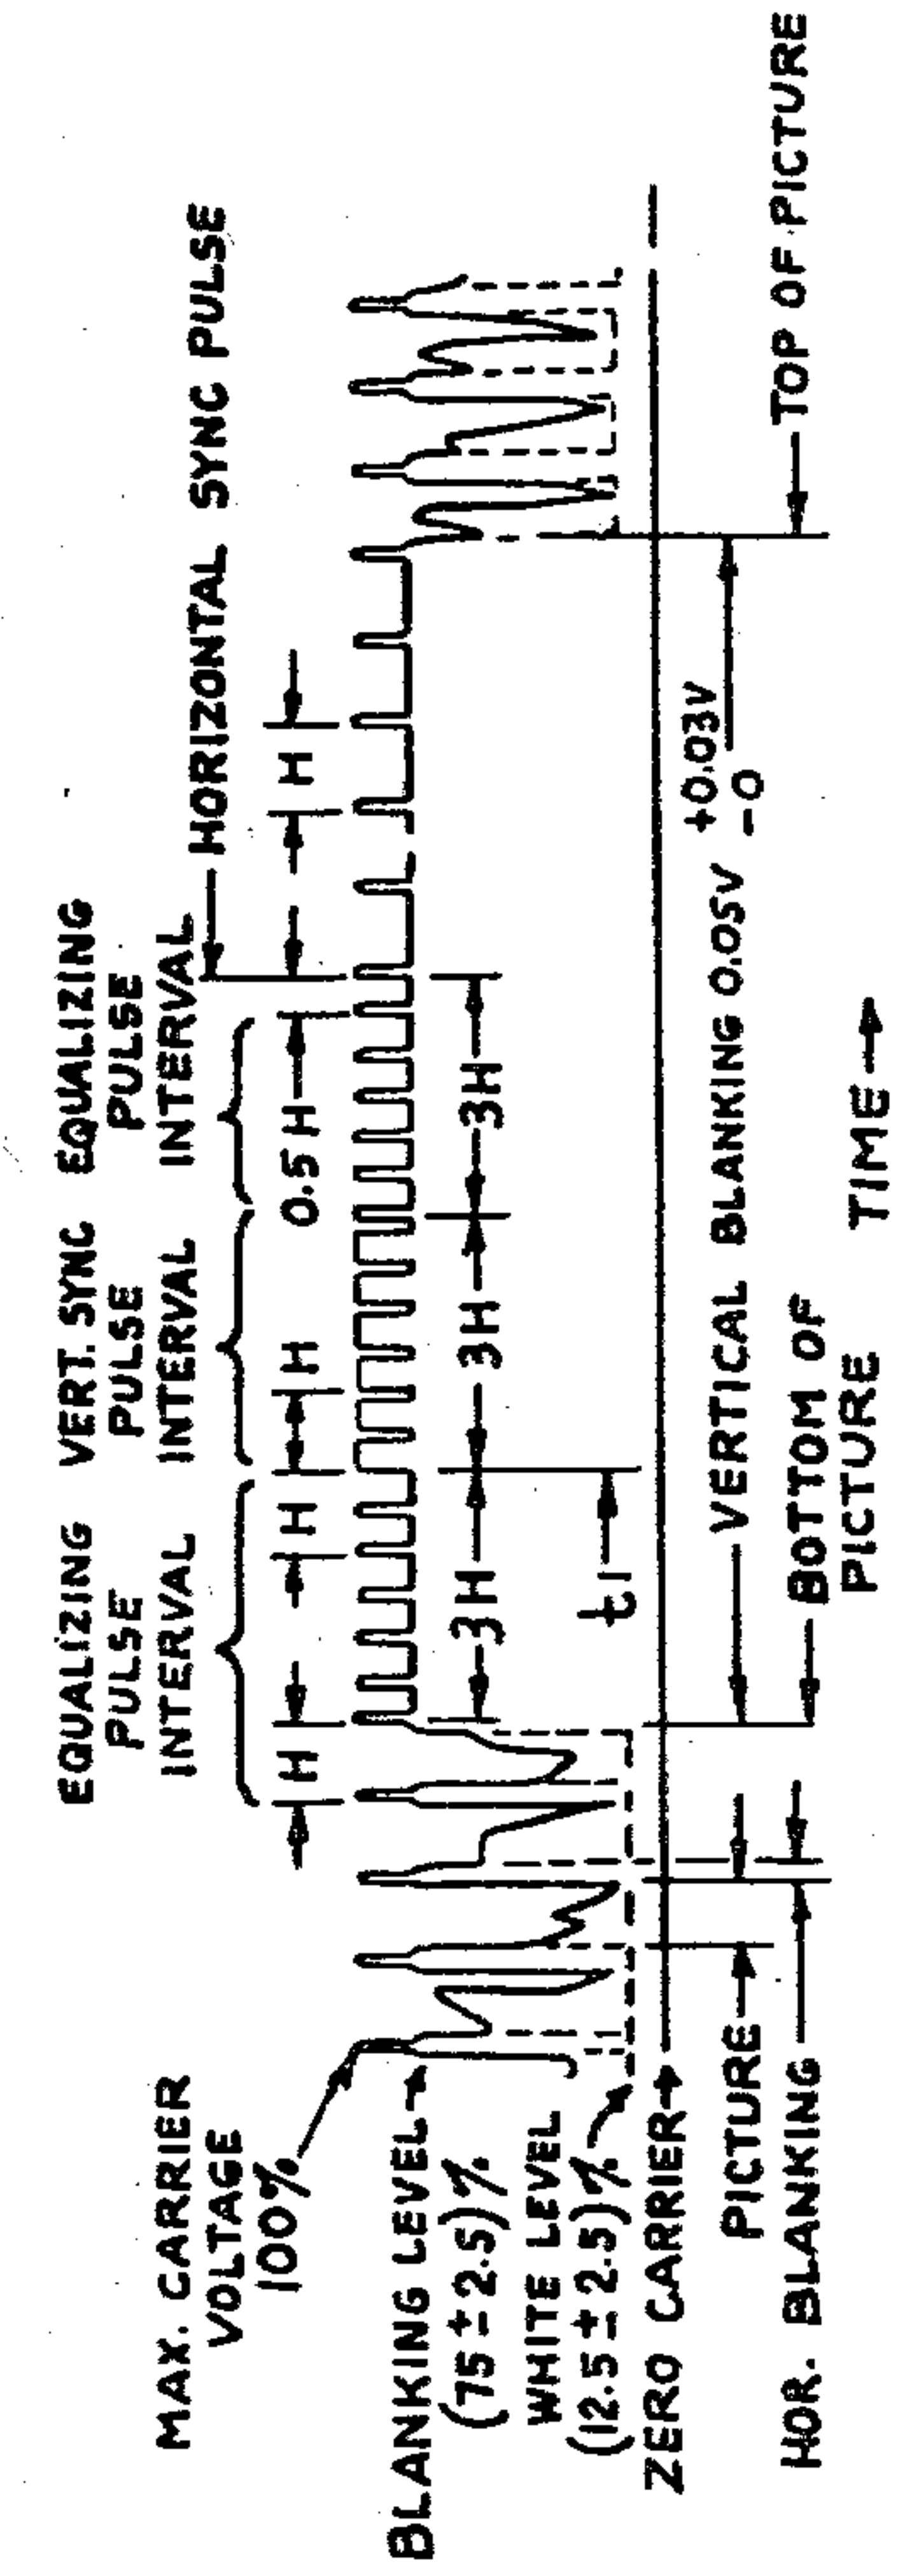 EQUALIZING
PULSE
INTERVAL
VERT. SYNC
PULSE
INTERVAL
EQUALIZING
PULSE
INTERVAL
HORIZONTAL SYNC PULSE
MAX. CARRIER
VOLTAGE
100%
H
H
H
0.5H
H
BLANKING LEVEL
(75 ± 2.5)%
3H
3H
3H
WHITE LEVEL
(12.5 ± 2.5)%
t1
ZERO CARRIER
PICTURE
VERTICAL BLANKING 0.05V +0.03V
-0
HOR. BLANKING
BOTTOM OF
PICTURE
TIME
TOP OF PICTURE